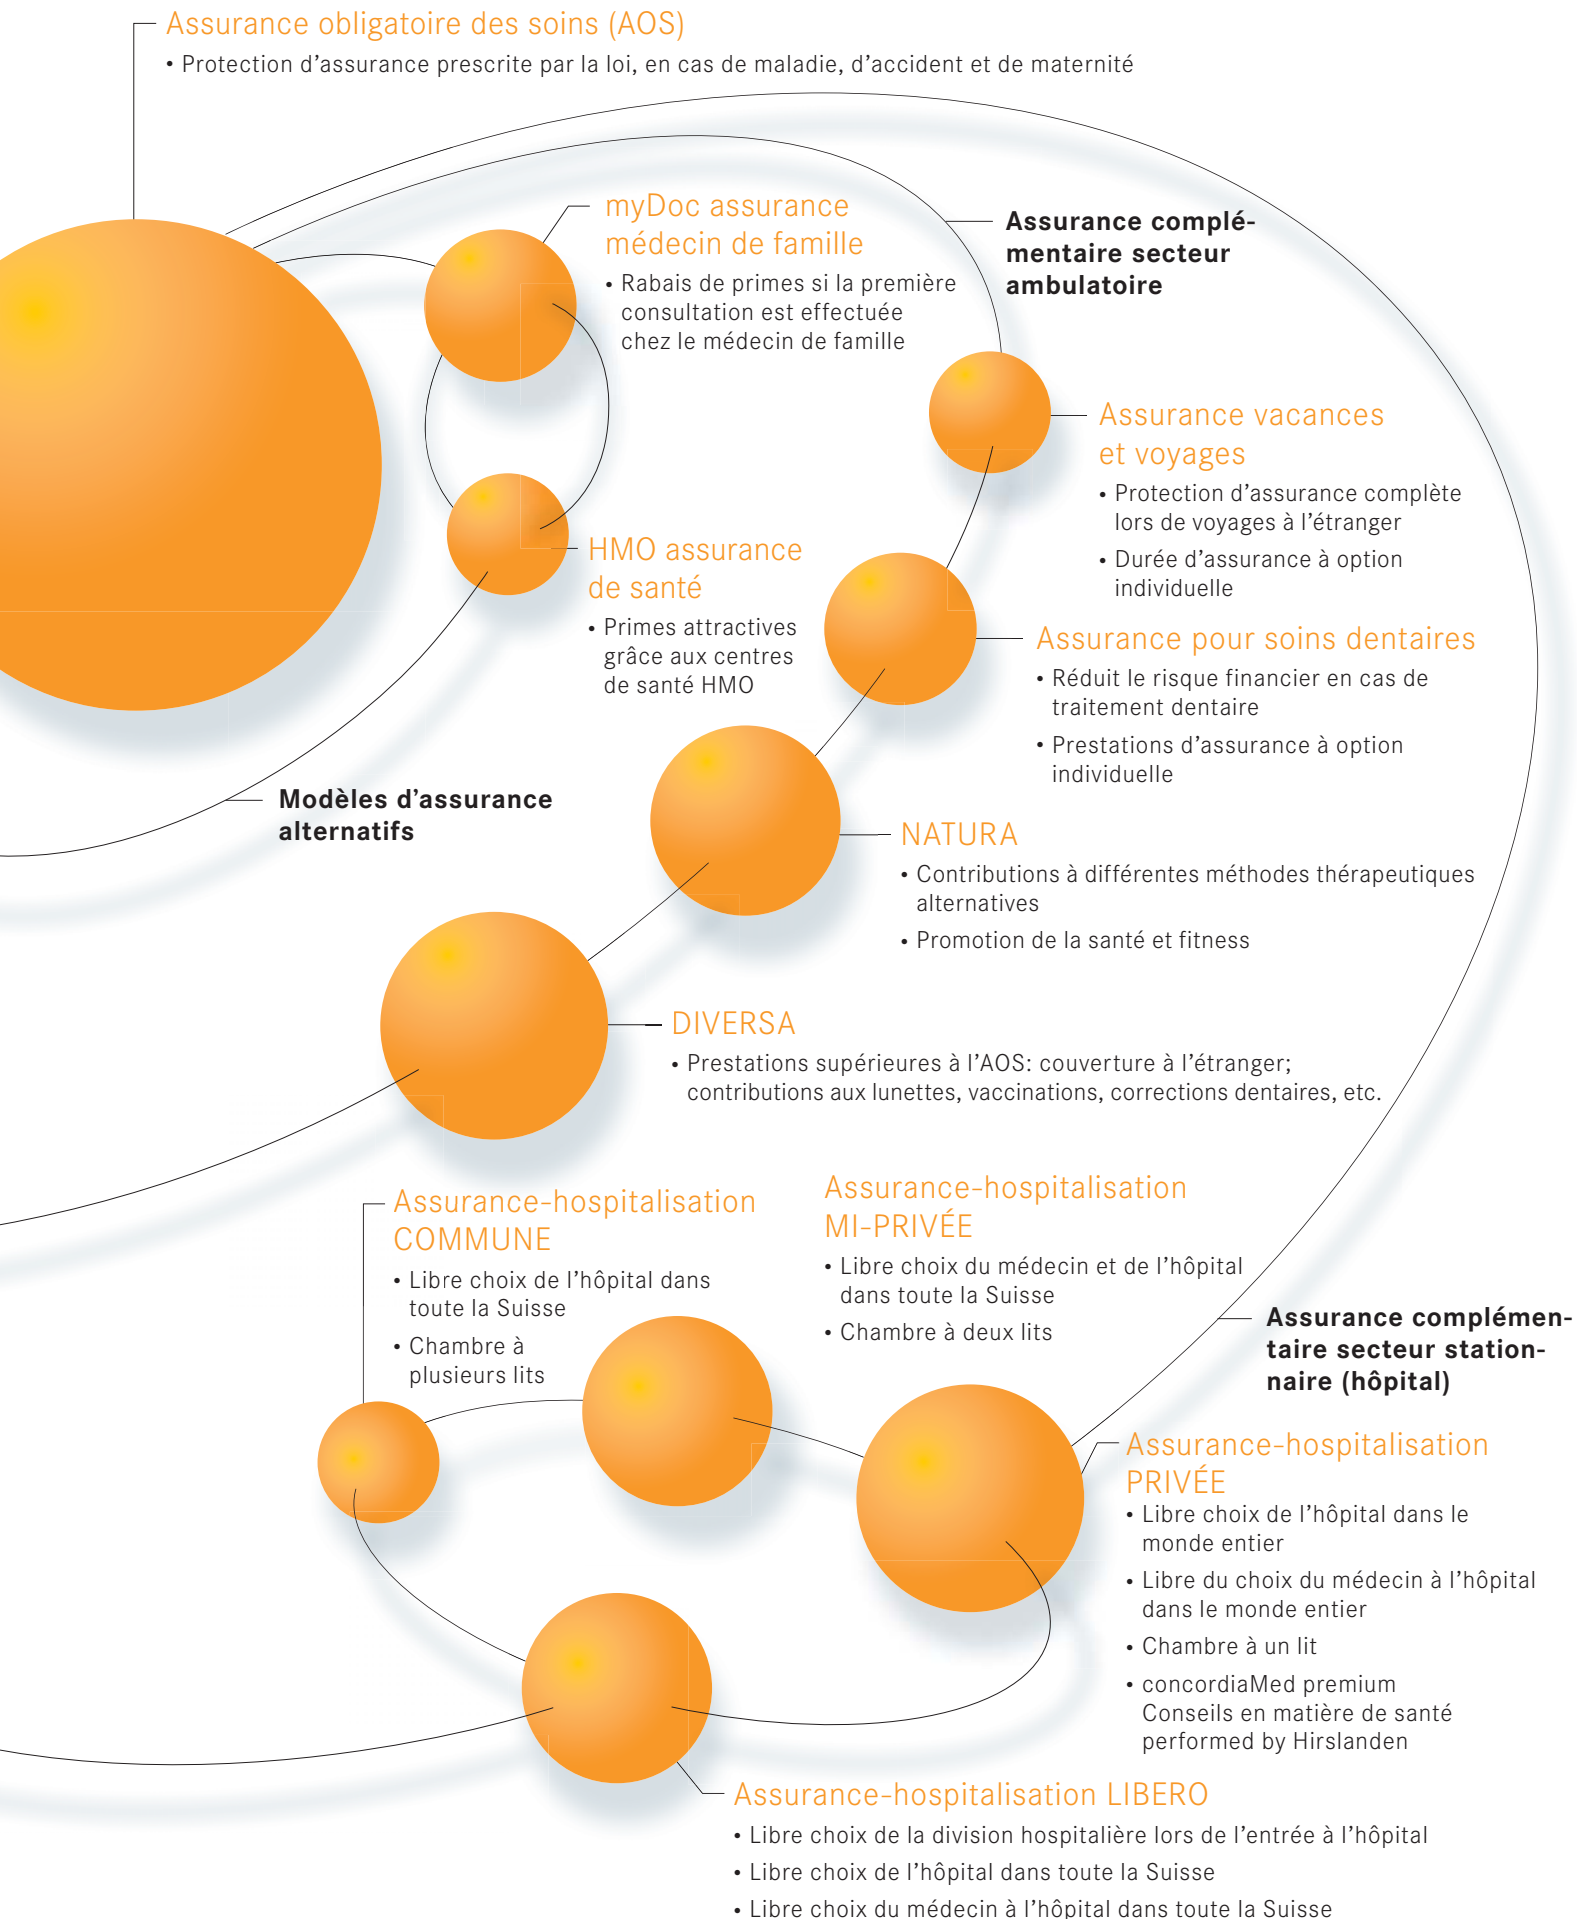 Assurance obligatoire des soins (AOS)
• Protection d’assurance prescrite par la loi, en cas de maladie, d’accident et de maternité
myDoc assurance
médecin de famille
• Rabais de primes si la première
consultation est effectuée
chez le médecin de famille
Assurance complé-
mentaire secteur
ambulatoire
Assurance vacances
et voyages
• Protection d’assurance complète
lors de voyages à l’étranger
• Durée d’assurance à option
individuelle
HMO assurance
de santé
• Primes attractives
grâce aux centres
de santé HMO
Assurance pour soins dentaires
• Réduit le risque financier en cas de
traitement dentaire
• Prestations d’assurance à option
individuelle
Modèles d’assurance
alternatifs
NATURA
• Contributions à différentes méthodes thérapeutiques
alternatives
• Promotion de la santé et fitness
DIVERSA
• Prestations supérieures à l’AOS: couverture à l’étranger;
contributions aux lunettes, vaccinations, corrections dentaires, etc.
Assurance-hospitalisation
COMMUNE
• Libre choix de l’hôpital dans
toute la Suisse
• Chambre à
plusieurs lits
Assurance-hospitalisation
MI-PRIVÉE
• Libre choix du médecin et de l’hôpital
dans toute la Suisse
• Chambre à deux lits
Assurance complémen-
taire secteur station-
naire (hôpital)
Assurance-hospitalisation
PRIVÉE
• Libre choix de l’hôpital dans le
monde entier
• Libre du choix du médecin à l’hôpital
dans le monde entier
• Chambre à un lit
• concordiaMed premium
Conseils en matière de santé
performed by Hirslanden
Assurance-hospitalisation LIBERO
• Libre choix de la division hospitalière lors de l’entrée à l’hôpital
• Libre choix de l’hôpital dans toute la Suisse
• Libre choix du médecin à l’hôpital dans toute la Suisse